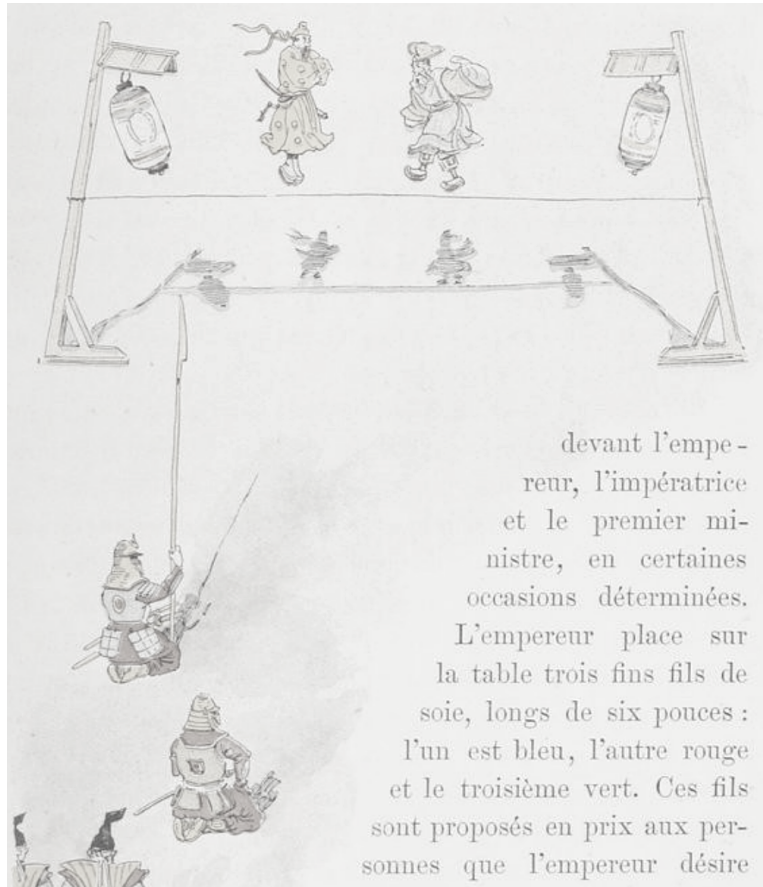 devant l'empe-
reur, l'impératrice
et le premier mi-
nistre, en certaines
occasions déterminées.
L'empereur place sur
la table trois fins fils de
soie, longs de six pouces :
l'un est bleu, l'autre rouge
et le troisième vert. Ces fils
sont proposés en prix aux per-
sonnes que l'empereur désire